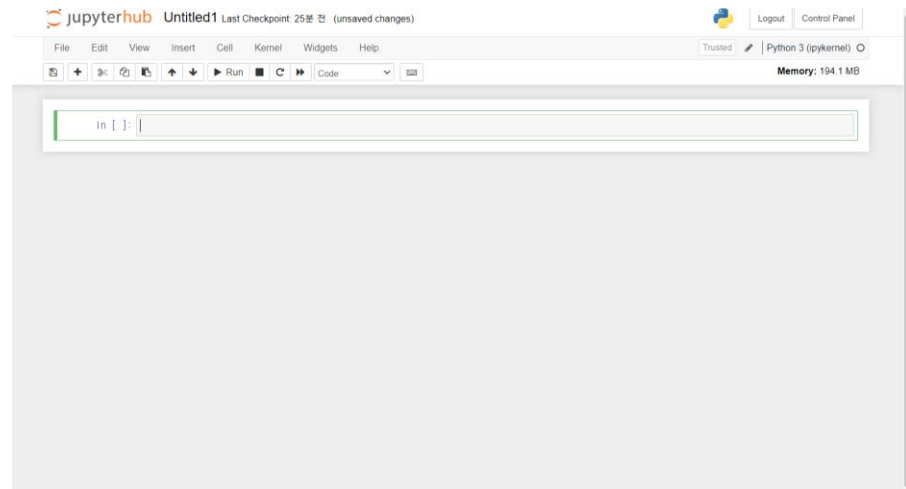 jupyterhub Untitled1 Last Checkpoint: 25분 전 (unsaved changes) Logout Control Panel
File Edit View Insert Cell Kernel Widgets Help Trusted Python 3 (ipykernel)
Run Code Memory: 194.1 MB
In [ ]: